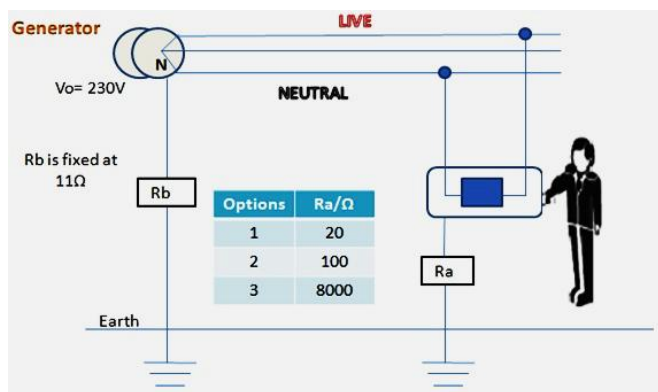 Generator
LIVE
N
Vo= 230V
NEUTRAL
Rb is fixed at
11Ω
Rb
Options Ra/Ω
1 20
2 100
3 8000
Ra
Earth